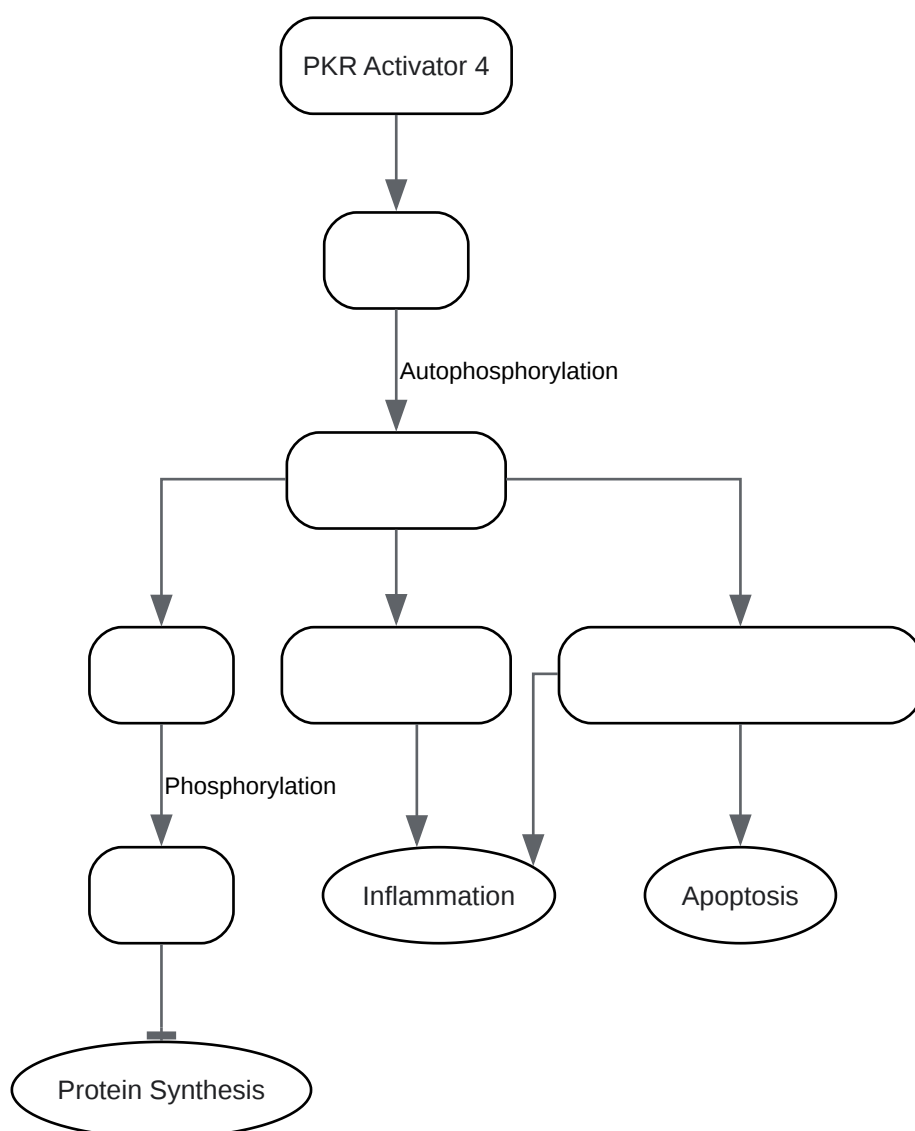 PKR Activator 4
Autophosphorylation
Phosphorylation
Inflammation
Apoptosis
Protein Synthesis